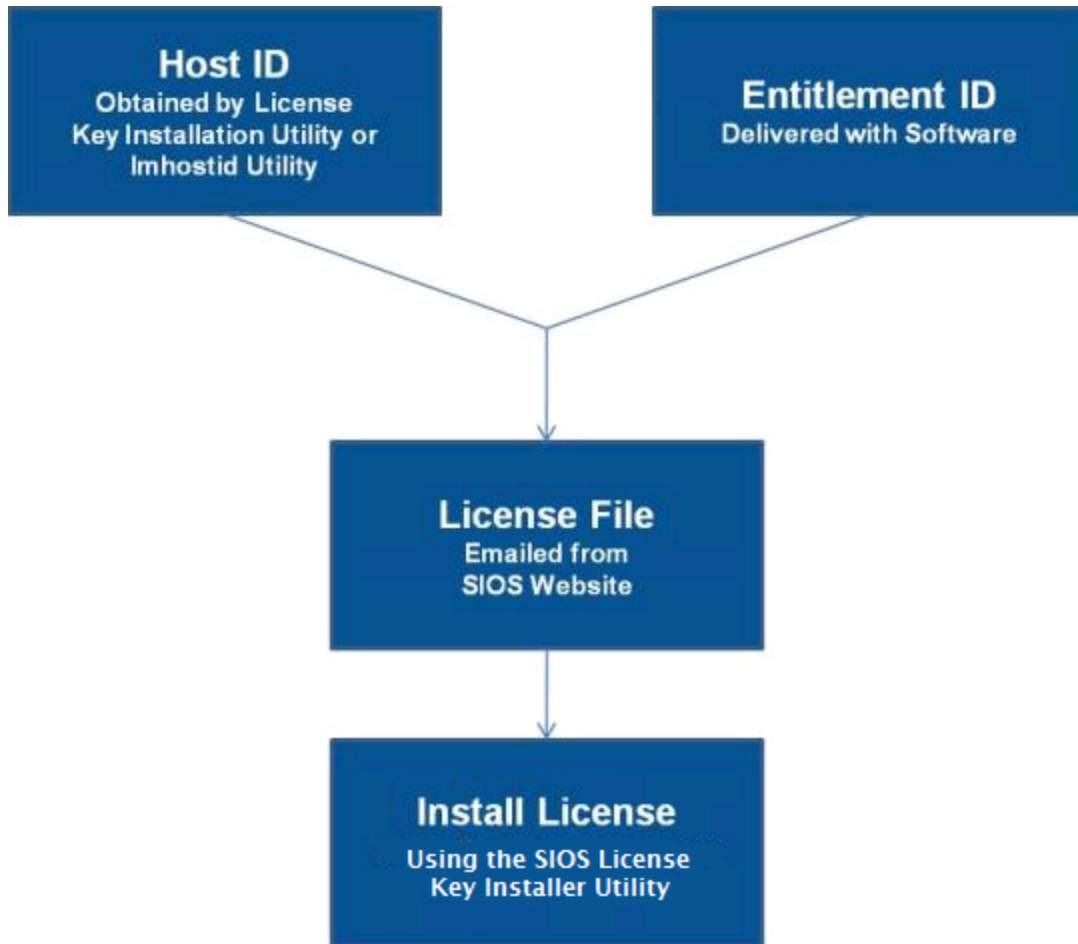 Host ID
Obtained by License
Key Installation Utility or
lmhostid Utility
Entitlement ID
Delivered with Software
License File
Emailed from
SIOS Website
Install License
Using the SIOS License
Key Installer Utility